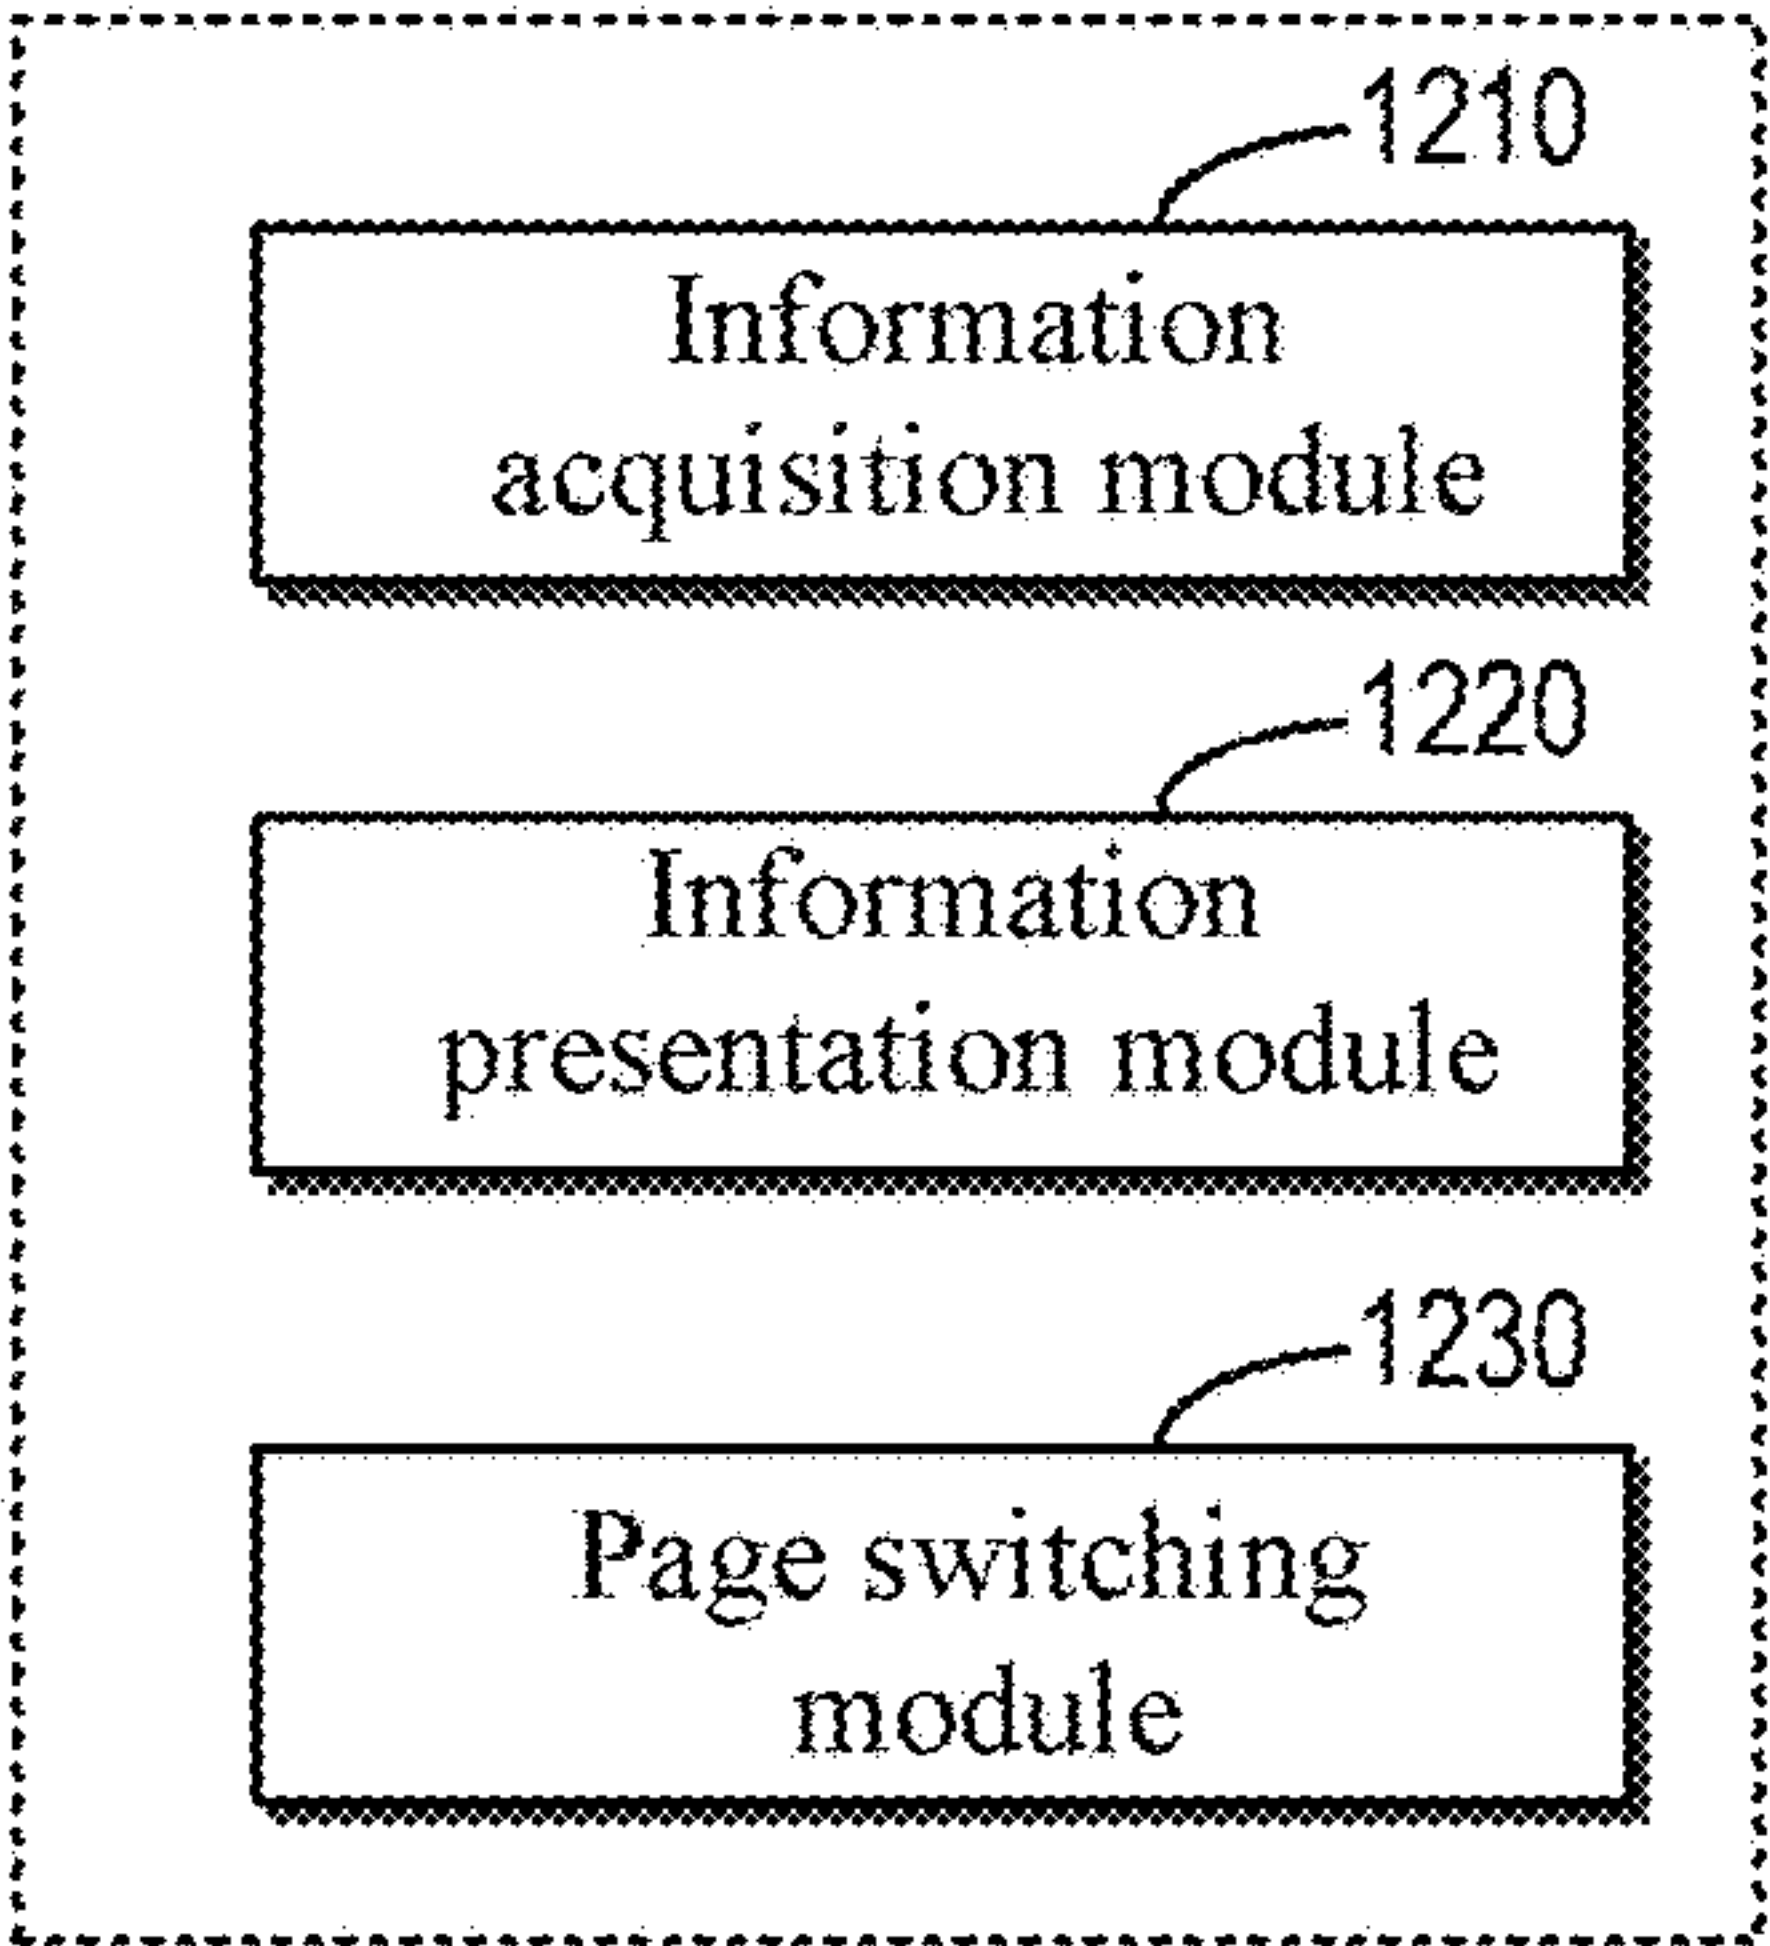 1210
Information
acquisition module
1220
Information
presentation module
1230
Page switching
module